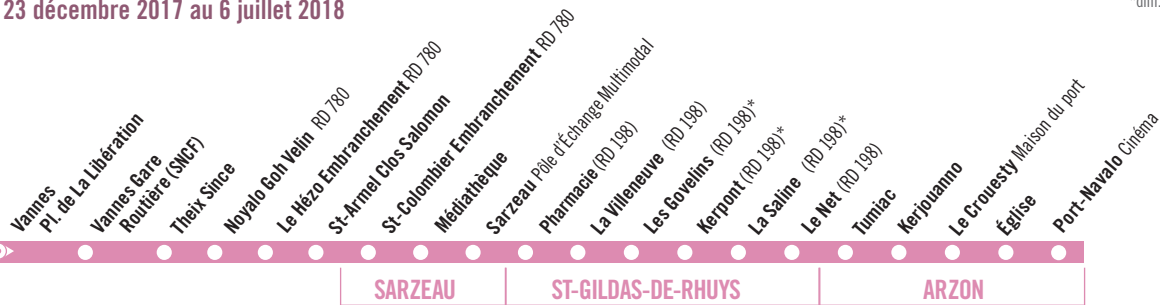 23 décembre 2017 au 6 juillet 2018
*dim.
Vannes
Pl. de La Libération
Vannes Gare
Routière (SNCF)
Theix Since
Noyalo Goh Velin RD 780
Le Hézo Embranchement RD 780
St-Armel Clos Salomon
St-Colombier Embranchement RD 780
Médiathèque
Sarzeau Pôle d'Échange Multimodal
Pharmacie (RD 198)
La Villeneuve (RD 198)
Les Govelins (RD 198)*
Kerpont (RD 198)*
La Saline (RD 198)*
Le Net (RD 198)
Tumiac
Kerjouanno
Le Crouesty Maison du port
Église
Port-Navalo Cinéma
SARZEAU
ST-GILDAS-DE-RHUYS
ARZON